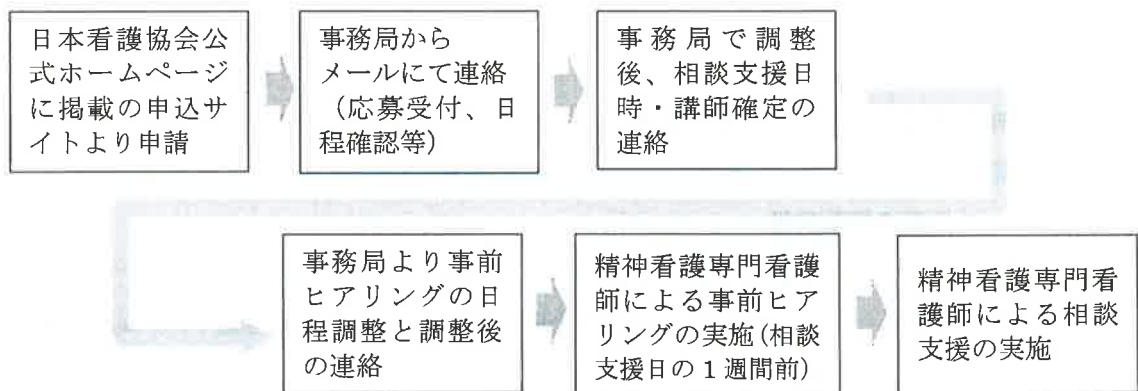 日本看護協会公
式ホームページ
に掲載の申込サ
イトより申請
事務局から
メールにて連絡
（応募受付、日
程確認等）
事務局で調整
後、相談支援日
時・講師確定の
連絡
事務局より事前
ヒアリングの日
程調整と調整後
の連絡
精神看護専門看護
師による事前ヒア
リングの実施（相談
支援日の１週間前）
精神看護専門看
護師による相談
支援の実施